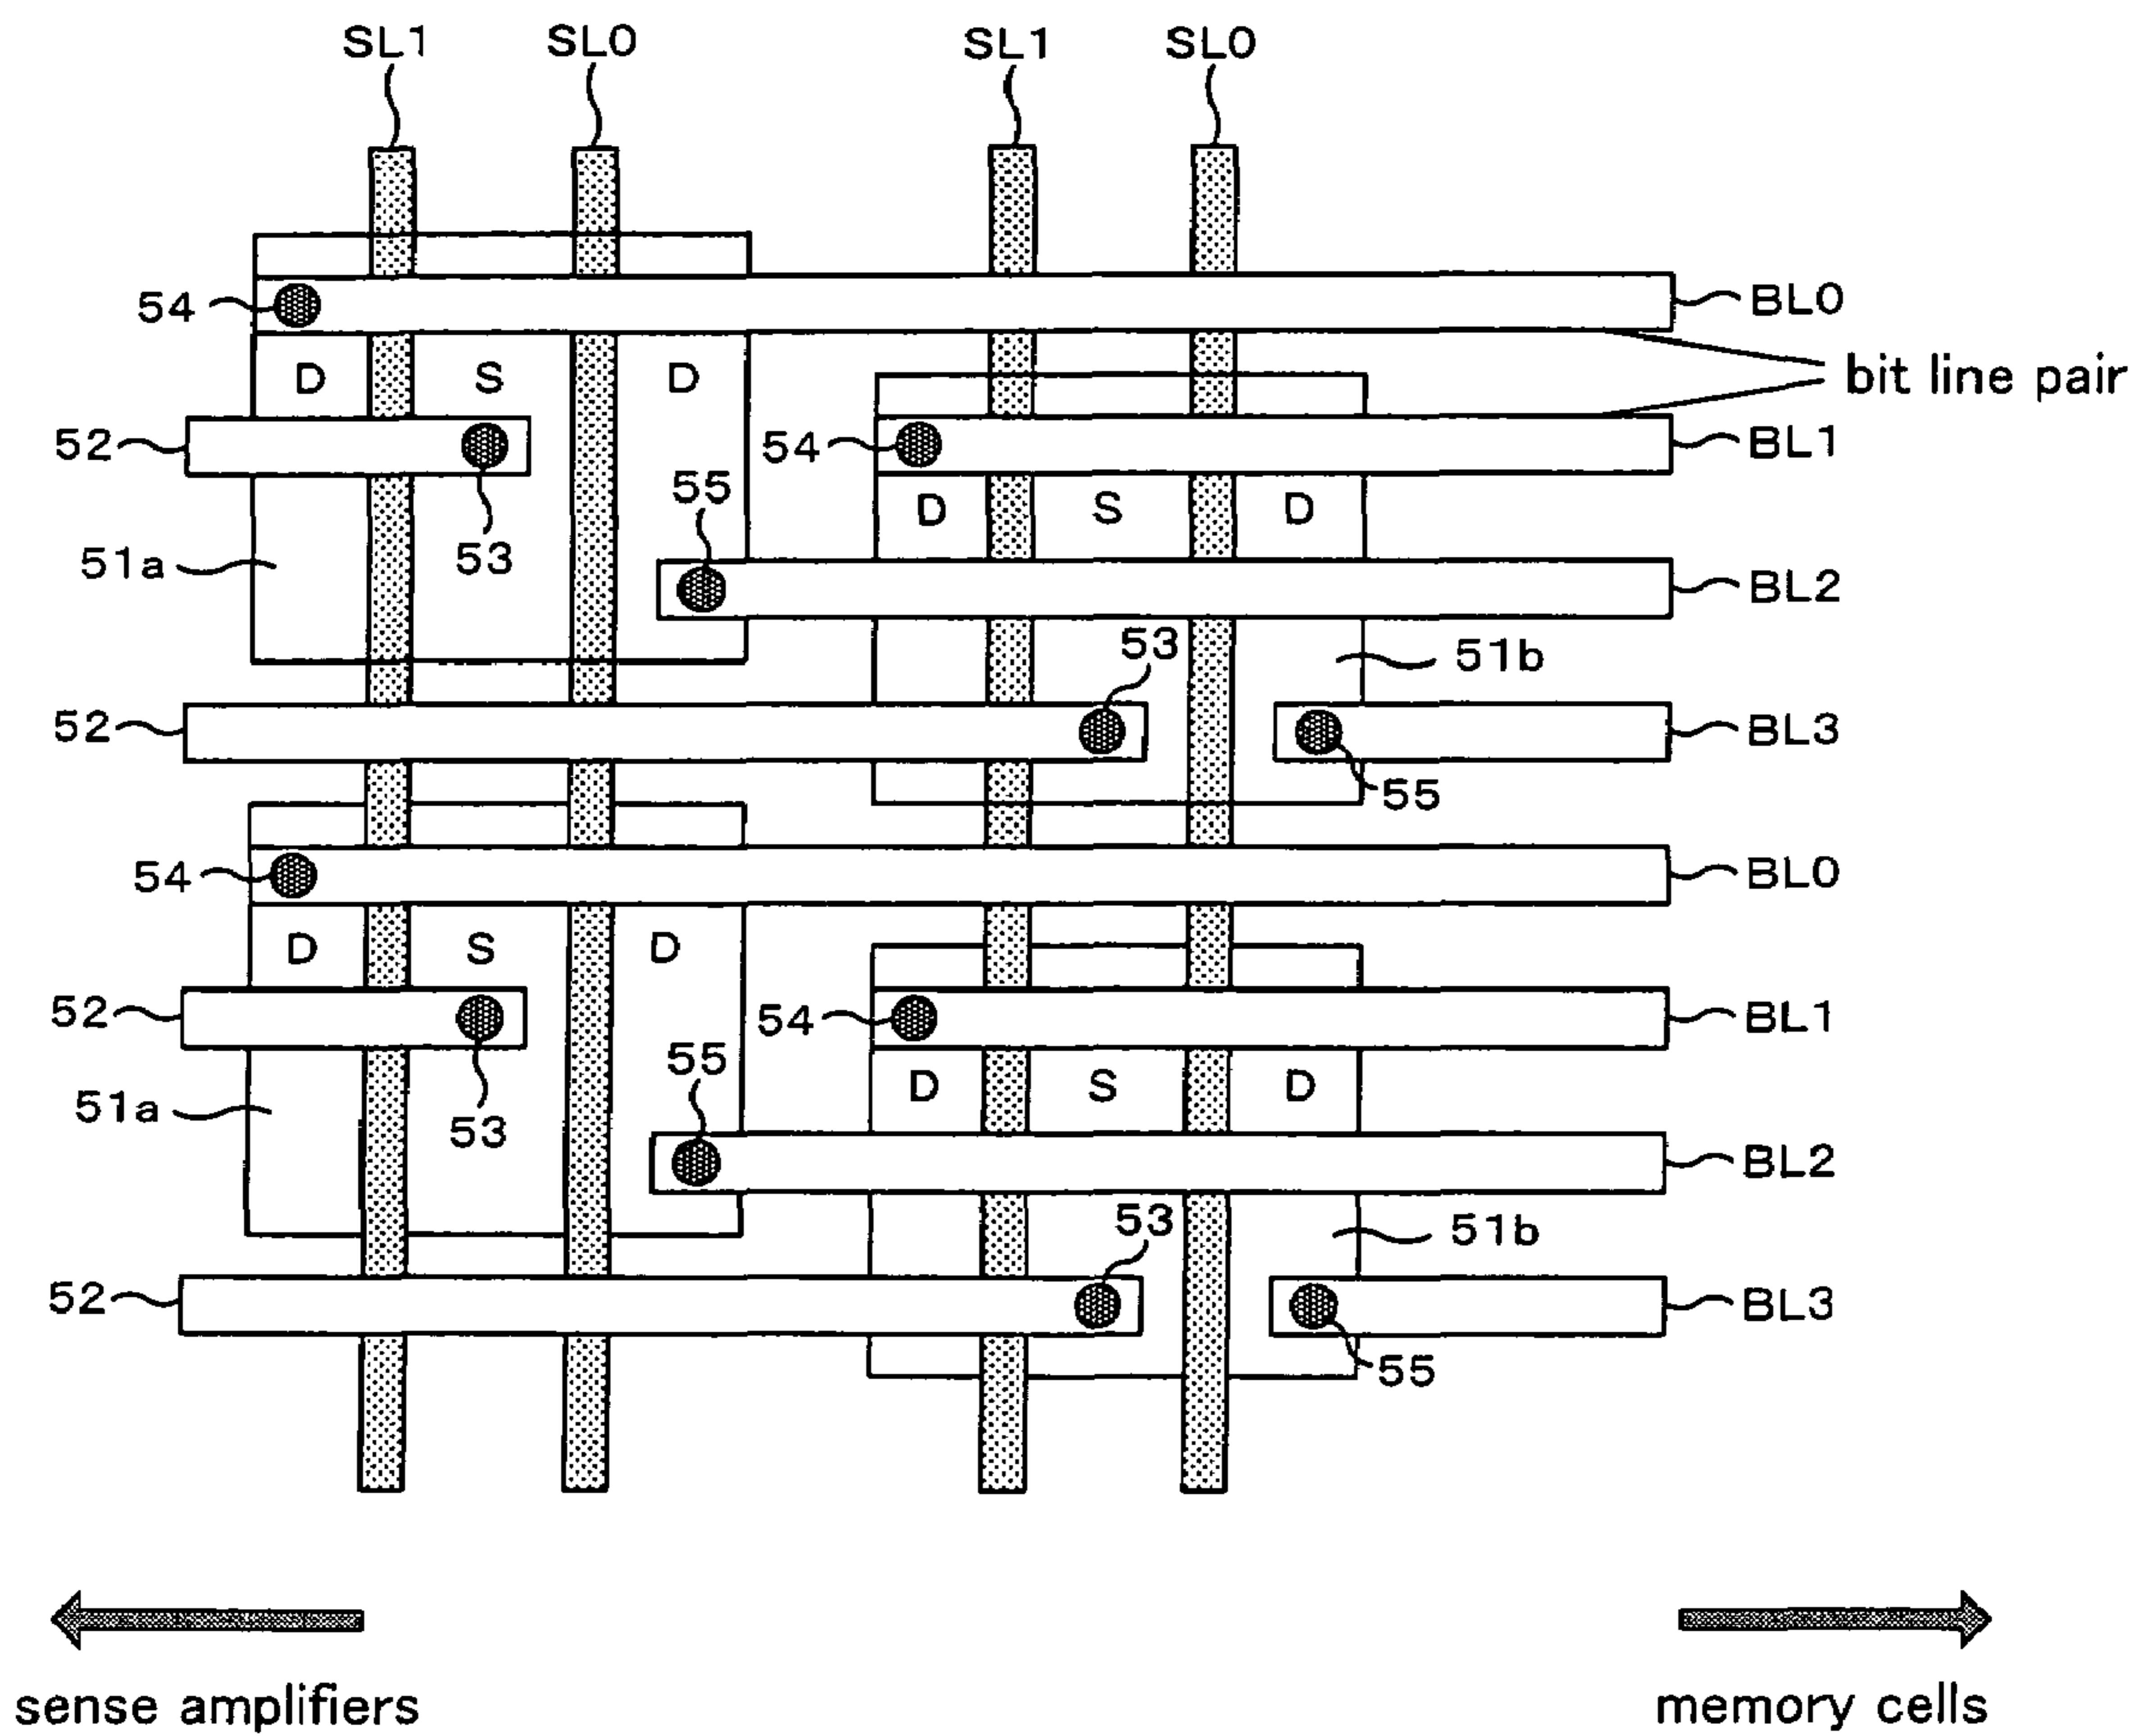 SL1 SL0 SL1 SL0
54 BL0
D S D bit line pair
52 54 BL1
55 D S D
51a 53 BL2
53 51b
52 BL3
55
54 BL0
D S D
52 54 BL1
55 D S D
51a 53 BL2
53 51b
52 BL3
55
sense amplifiers memory cells